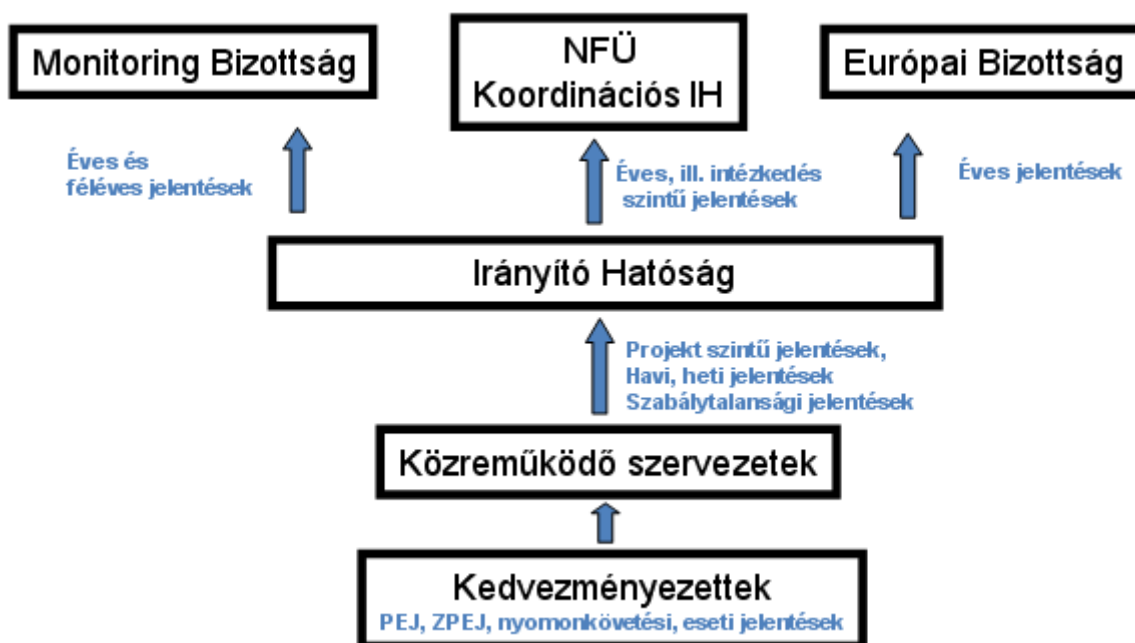 Monitoring Bizottság
NFÜ
Koordinációs IH
Európai Bizottság
Éves és
féléves jelentések
Éves, ill. intézkedés
szintű jelentések
Éves jelentések
Irányító Hatóság
Projekt szintű jelentések,
Havi, heti jelentések
Szabálytalansági jelentések
Közreműködő szervezetek
Kedvezményezettek
PEJ, ZPEJ, nyomonkövetési, eseti jelentések